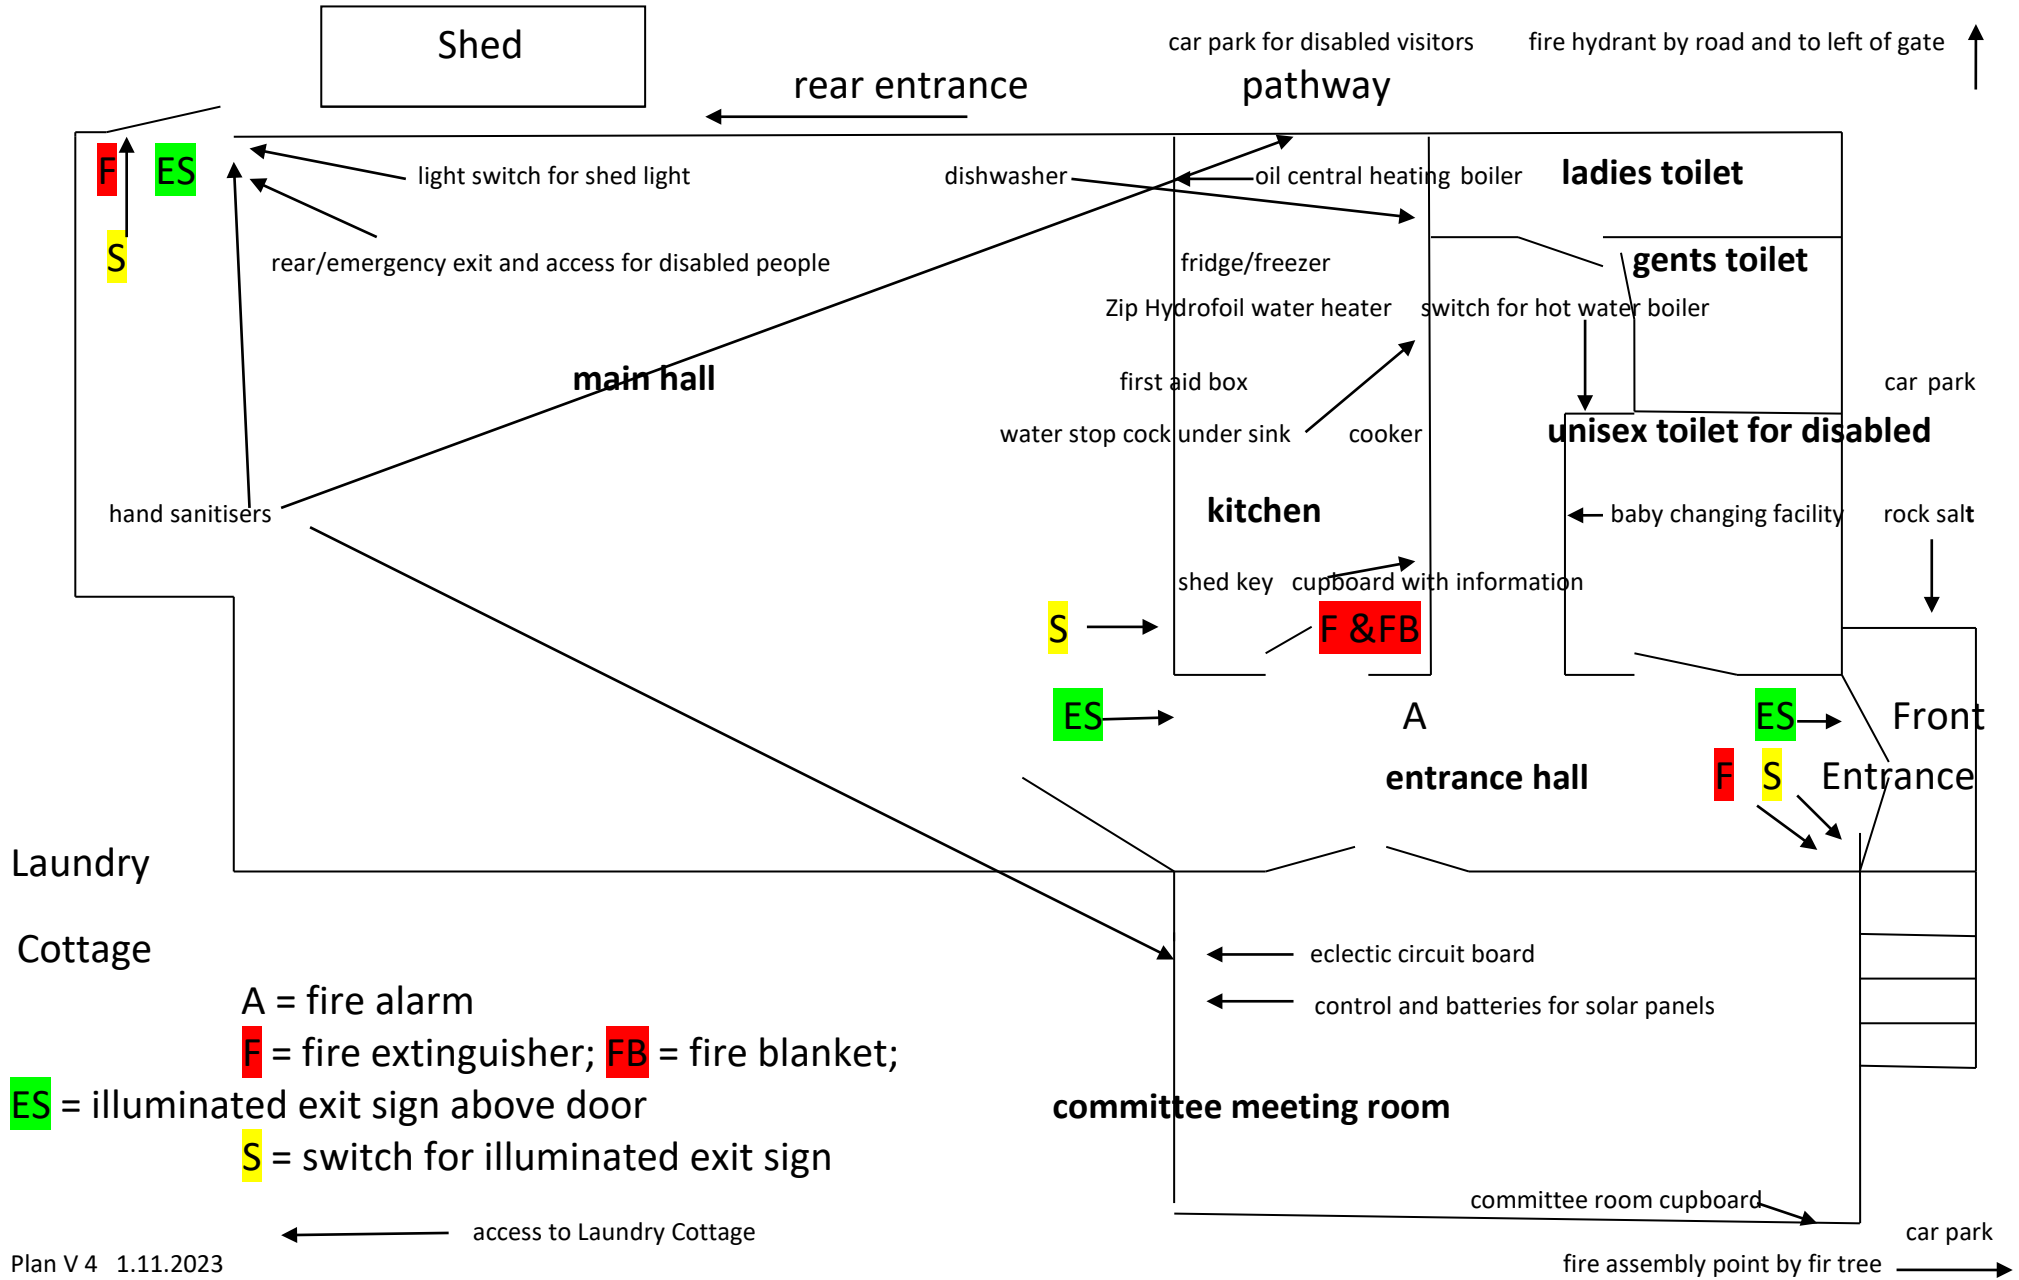 Shed
car park for disabled visitors
fire hydrant by road and to left of gate
rear entrance
pathway
F
ES
light switch for shed light
dishwasher
oil central heating boiler
ladies toilet
S
rear/emergency exit and access for disabled people
fridge/freezer
gents toilet
Zip Hydrofoil water heater
switch for hot water boiler
main hall
first aid box
car park
water stop cock under sink
cooker
unisex toilet for disabled
hand sanitisers
kitchen
baby changing facility
rock salt
shed key
cupboard with information
S
F &FB
ES
A
ES
Front
entrance hall
F
S
Entrance
Laundry
Cottage
eclectic circuit board
A = fire alarm
control and batteries for solar panels
F = fire extinguisher; FB = fire blanket;
ES = illuminated exit sign above door
committee meeting room
S = switch for illuminated exit sign
committee room cupboard
access to Laundry Cottage
car park
Plan V 4 1.11.2023
fire assembly point by fir tree